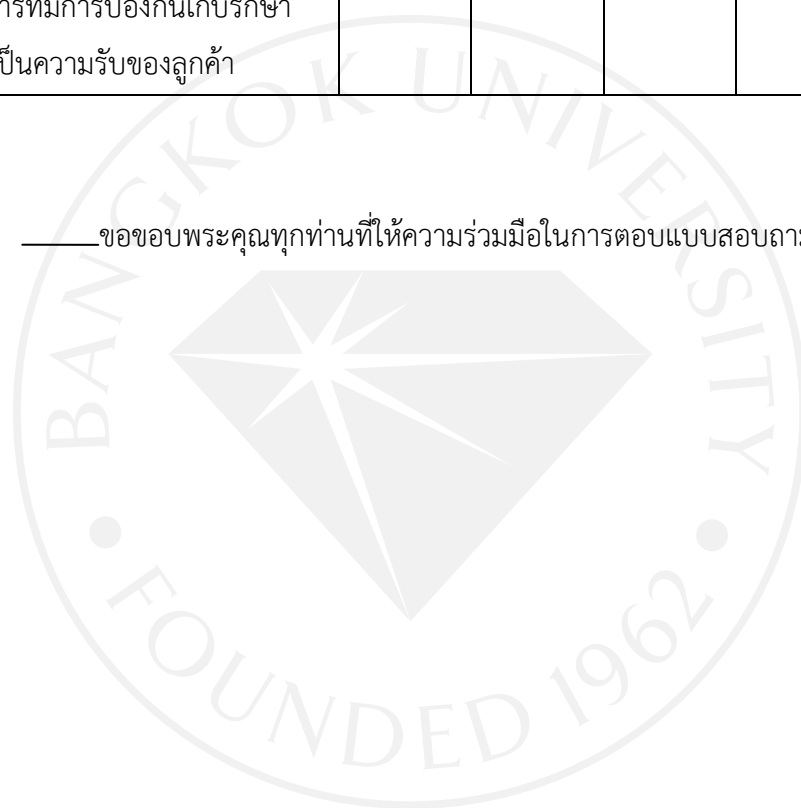 ารที่มีการป้องกันเก็บรักษา
ป็นความรับของลูกค้า
ขอขอบพระคุณทุกท่านที่ให้ความร่วมมือในการตอบแบบสอบถาม
BANGKOK UNIVERSITY
FOUNDED 1962